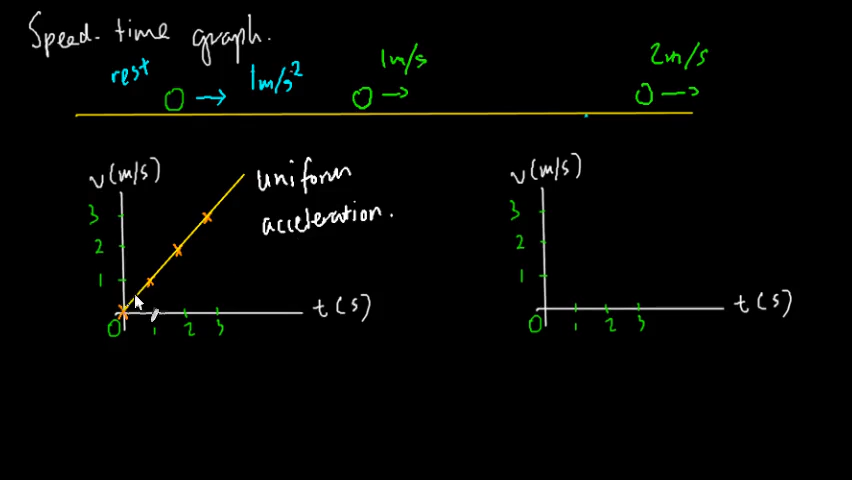 Speed-time graph.
rest 1m/s² 1m/s 2m/s
v(m/s) uniform
acceleration.
3
2
1
0 1 2 3 t(s)
v(m/s)
3
2
1
0 1 2 3 t(s)